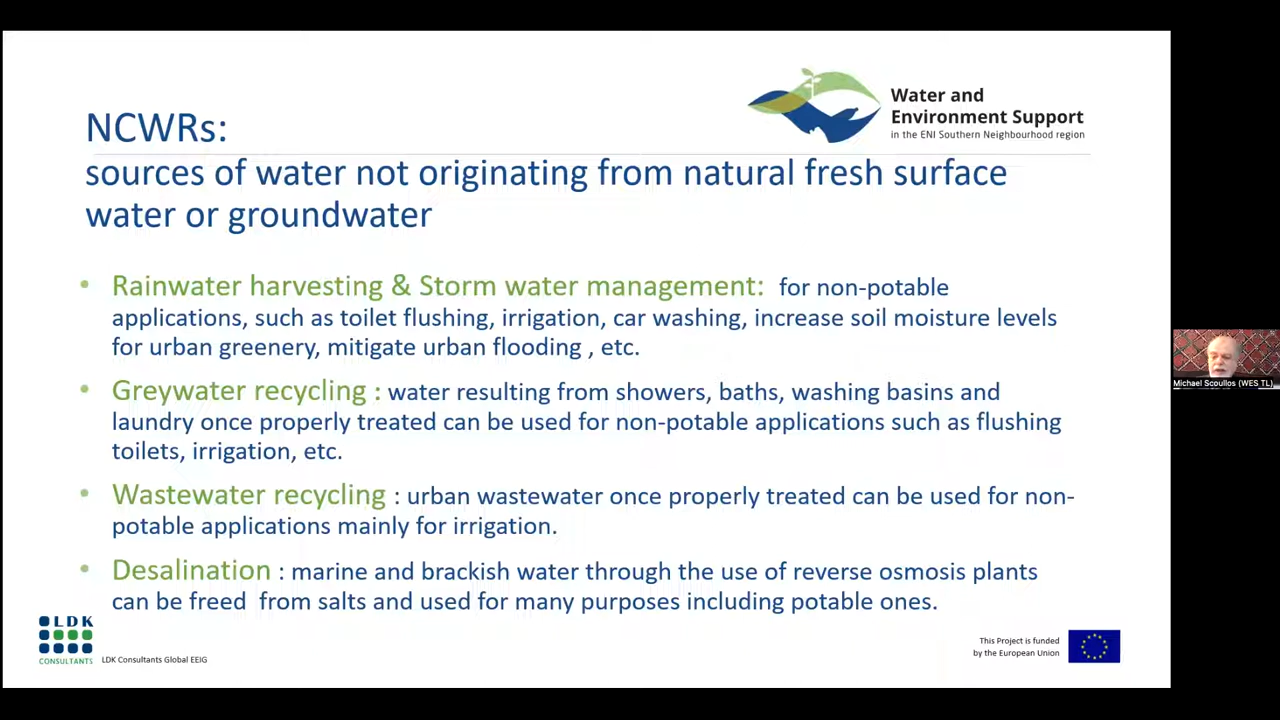 Water and
Environment Support
in the ENI Southern Neighbourhood region
NCWRs:
sources of water not originating from natural fresh surface
water or groundwater
• Rainwater harvesting & Storm water management: for non-potable
applications, such as toilet flushing, irrigation, car washing, increase soil moisture levels
for urban greenery, mitigate urban flooding , etc.
• Greywater recycling : water resulting from showers, baths, washing basins and
laundry once properly treated can be used for non-potable applications such as flushing
toilets, irrigation, etc.
• Wastewater recycling : urban wastewater once properly treated can be used for non-
potable applications mainly for irrigation.
• Desalination : marine and brackish water through the use of reverse osmosis plants
can be freed from salts and used for many purposes including potable ones.
LDK
CONSULTANTS
LDK Consultants Global EEIG
This Project is funded
by the European Union
Michael Scoullos (WES TL)